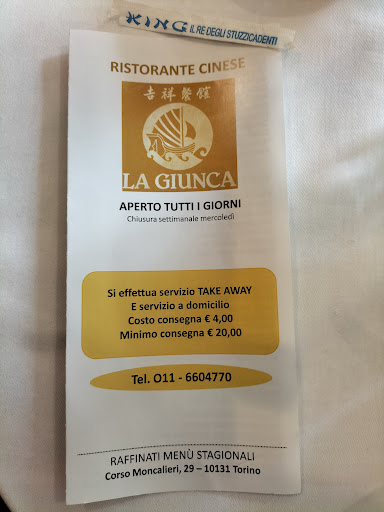 KING IL RE DEGLI STUZZICADENTI
RISTORANTE CINESE
吉祥餐館
LA GIUNCA
APERTO TUTTI I GIORNI
Chiusura settimanale mercoledì
Si effettua servizio TAKE AWAY
E servizio a domicilio
Costo consegna € 4,00
Minimo consegna € 20,00
Tel. O11 - 6604770
RAFFINATI MENÙ STAGIONALI
Corso Moncalieri, 29 – 10131 Torino